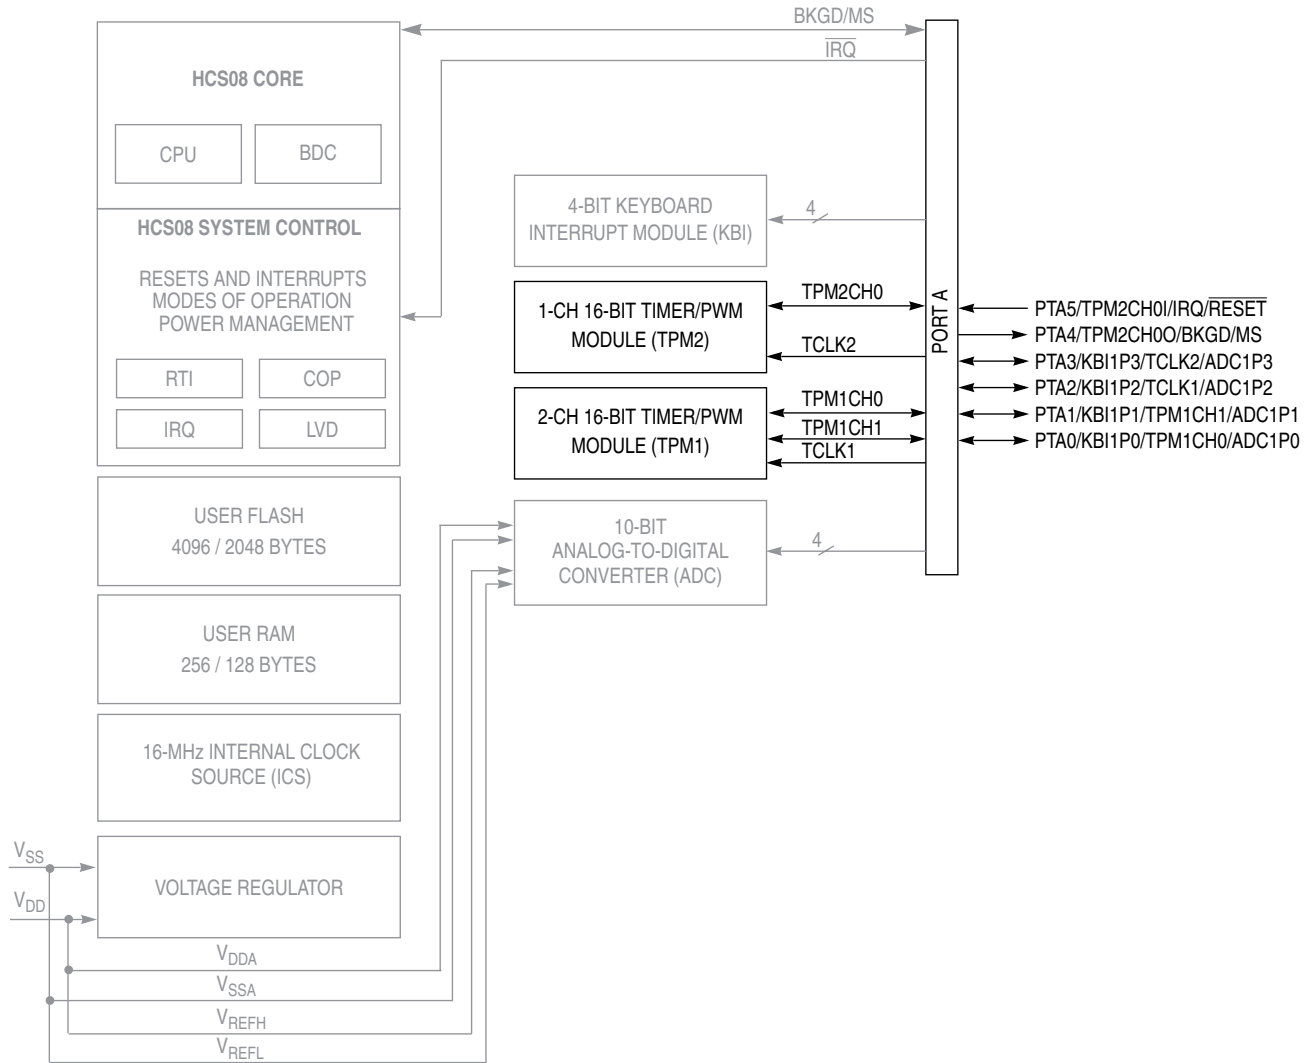 BKGD/MS
IRQ
HCS08 CORE
CPU
BDC
HCS08 SYSTEM CONTROL
RESETS AND INTERRUPTS
MODES OF OPERATION
POWER MANAGEMENT
RTI
COP
IRQ
LVD
USER FLASH
4096 / 2048 BYTES
USER RAM
256 / 128 BYTES
16-MHz INTERNAL CLOCK
SOURCE (ICS)
VOLTAGE REGULATOR
VSS
VDD
VDDA
VSSA
VREFH
VREFL
4-BIT KEYBOARD
INTERRUPT MODULE (KBI)
4
1-CH 16-BIT TIMER/PWM
MODULE (TPM2)
TPM2CH0
TCLK2
2-CH 16-BIT TIMER/PWM
MODULE (TPM1)
TPM1CH0
TPM1CH1
TCLK1
10-BIT
ANALOG-TO-DIGITAL
CONVERTER (ADC)
4
PORT A
PTA5/TPM2CH0I/IRQ/RESET
PTA4/TPM2CH0O/BKGD/MS
PTA3/KBI1P3/TCLK2/ADC1P3
PTA2/KBI1P2/TCLK1/ADC1P2
PTA1/KBI1P1/TPM1CH1/ADC1P1
PTA0/KBI1P0/TPM1CH0/ADC1P0